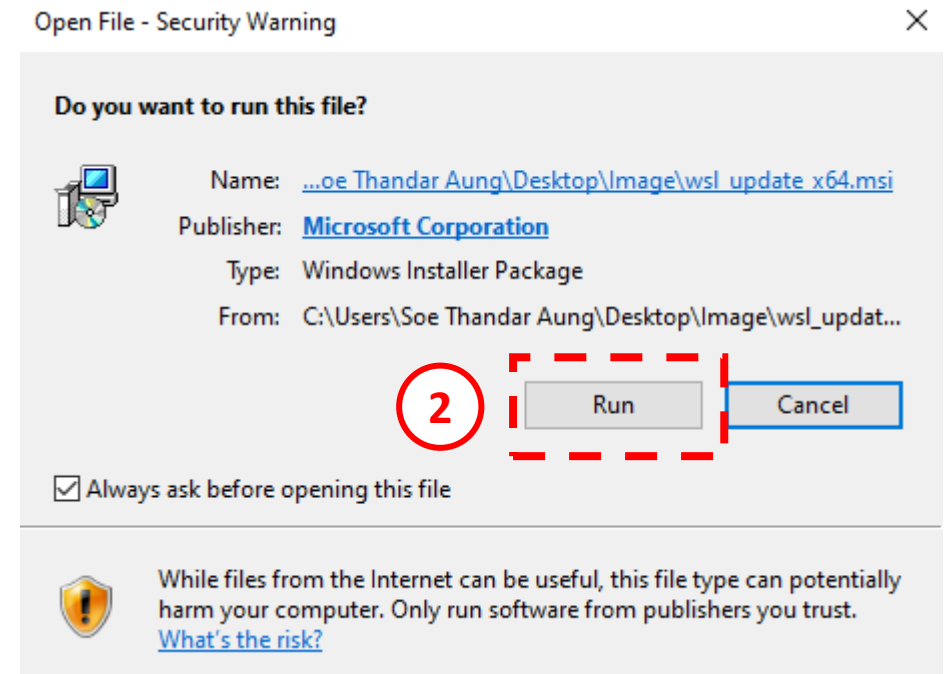 Open File - Security Warning
Do you want to run this file?
Name: ...oe Thandar Aung\Desktop\Image\wsl_update_x64.msi
Publisher: Microsoft Corporation
Type: Windows Installer Package
From: C:\Users\Soe Thandar Aung\Desktop\Image\wsl_updat...
2 Run Cancel
Always ask before opening this file
While files from the Internet can be useful, this file type can potentially
harm your computer. Only run software from publishers you trust.
What's the risk?